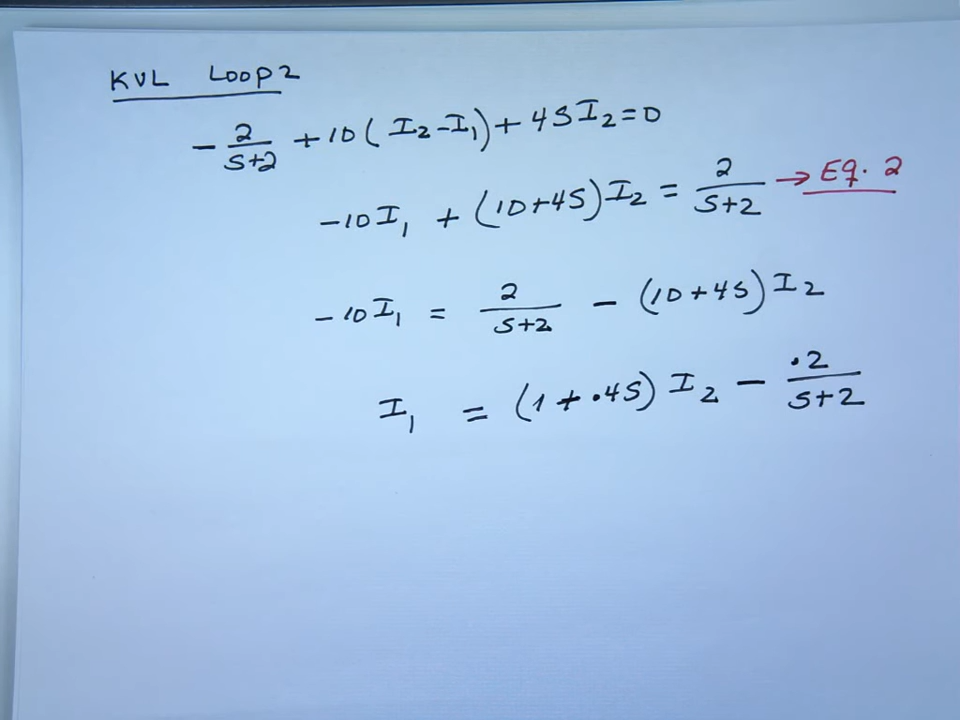 KVL Loop 2
- 2/(S+2) + 10(I₂-I₁) + 4SI₂ = 0
-10I₁ + (10+4S)I₂ = 2/(S+2) → Eq. 2
-10I₁ = 2/(S+2) - (10+4S)I₂
I₁ = (1+.4S)I₂ - .2/(S+2)